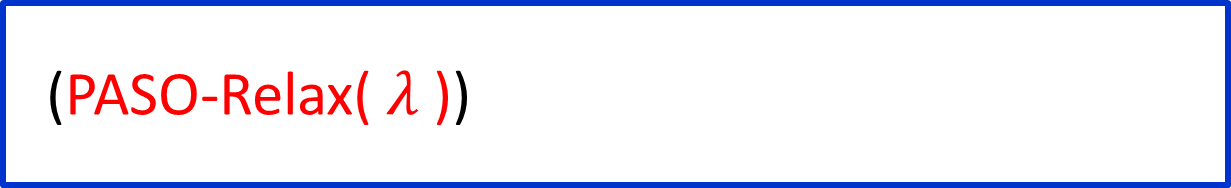 (PASO-Relax( λ ))